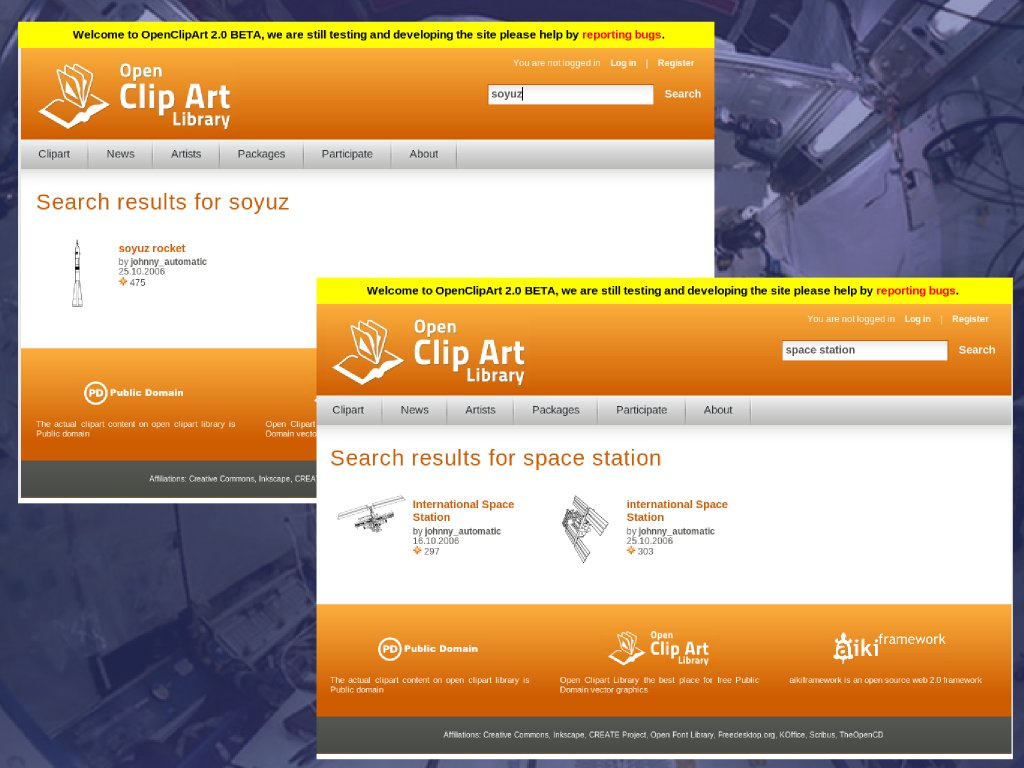 Welcome to OpenClipArt 2.0 BETA, we are still testing and developing the site please help by reporting bugs.
You are not logged in Log in | Register
Open
Clip Art
Library
soyuz
Search
Clipart News Artists Packages Participate About
Search results for soyuz
soyuz rocket
by johnny_automatic
25.10.2006
475
PD Public Domain
The actual clipart content on open clipart library is
Public domain
Open Clipart
Domain vecto
Affiliations: Creative Commons, Inkscape, CREA
Welcome to OpenClipArt 2.0 BETA, we are still testing and developing the site please help by reporting bugs.
You are not logged in Log in | Register
Open
Clip Art
Library
space station
Search
Clipart News Artists Packages Participate About
Search results for space station
International Space
Station
by johnny_automatic
16.10.2006
297
international Space
Station
by johnny_automatic
25.10.2006
303
PD Public Domain
The actual clipart content on open clipart library is
Public domain
Open
Clip Art
Library
Open Clipart Library the best place for free Public
Domain vector graphics
aiki framework
aikiframework is an open source web 2.0 framework
Affiliations: Creative Commons, Inkscape, CREATE Project, Open Font Library, Freedesktop.org, KOffice, Scribus, TheOpenCD